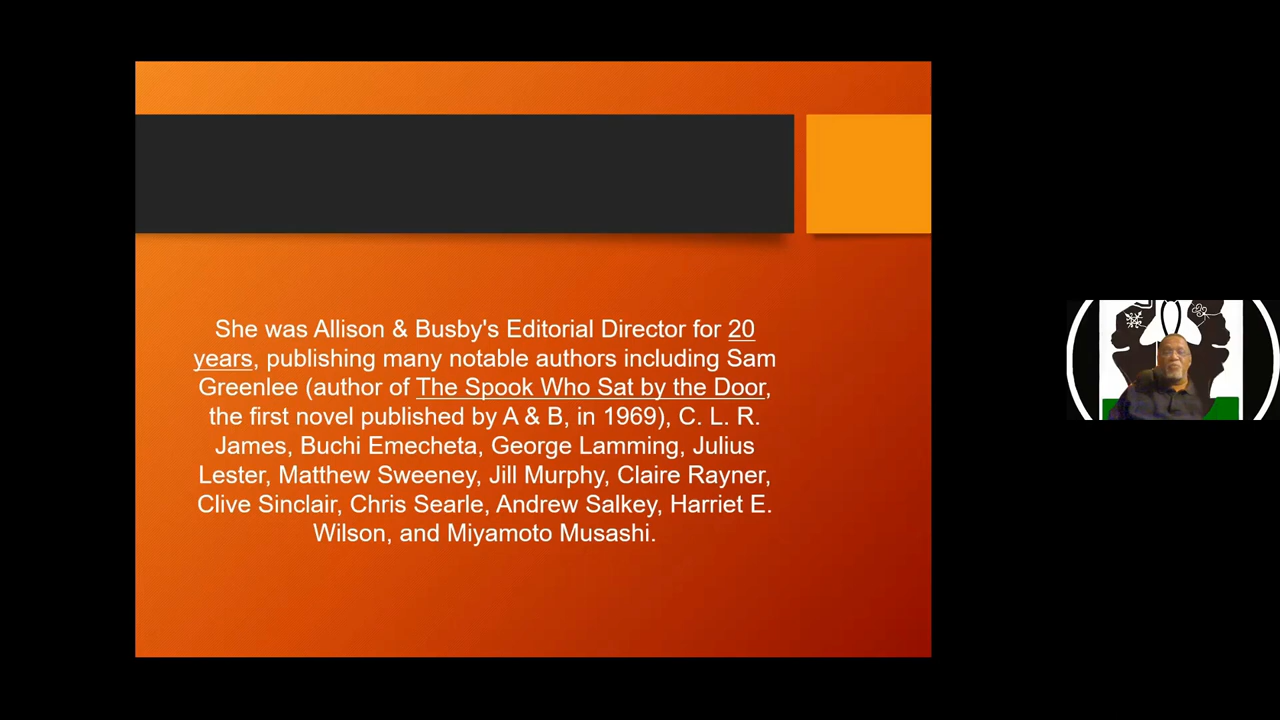 She was Allison & Busby's Editorial Director for 20
years, publishing many notable authors including Sam
Greenlee (author of The Spook Who Sat by the Door,
the first novel published by A & B, in 1969), C. L. R.
James, Buchi Emecheta, George Lamming, Julius
Lester, Matthew Sweeney, Jill Murphy, Claire Rayner,
Clive Sinclair, Chris Searle, Andrew Salkey, Harriet E.
Wilson, and Miyamoto Musashi.